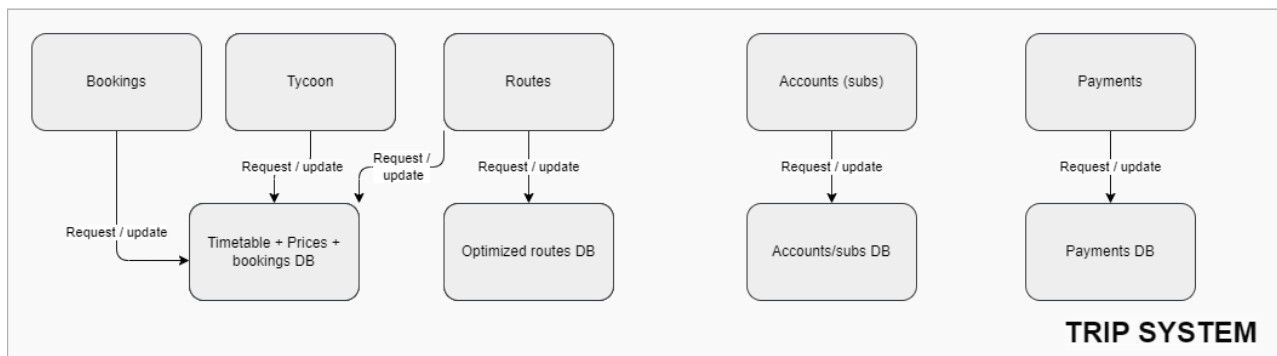 Bookings
Tycoon
Routes
Accounts (subs)
Payments
Request / update
Request /
update
Request / update
Request / update
Request / update
Request / update
Timetable + Prices +
bookings DB
Optimized routes DB
Accounts/subs DB
Payments DB
TRIP SYSTEM